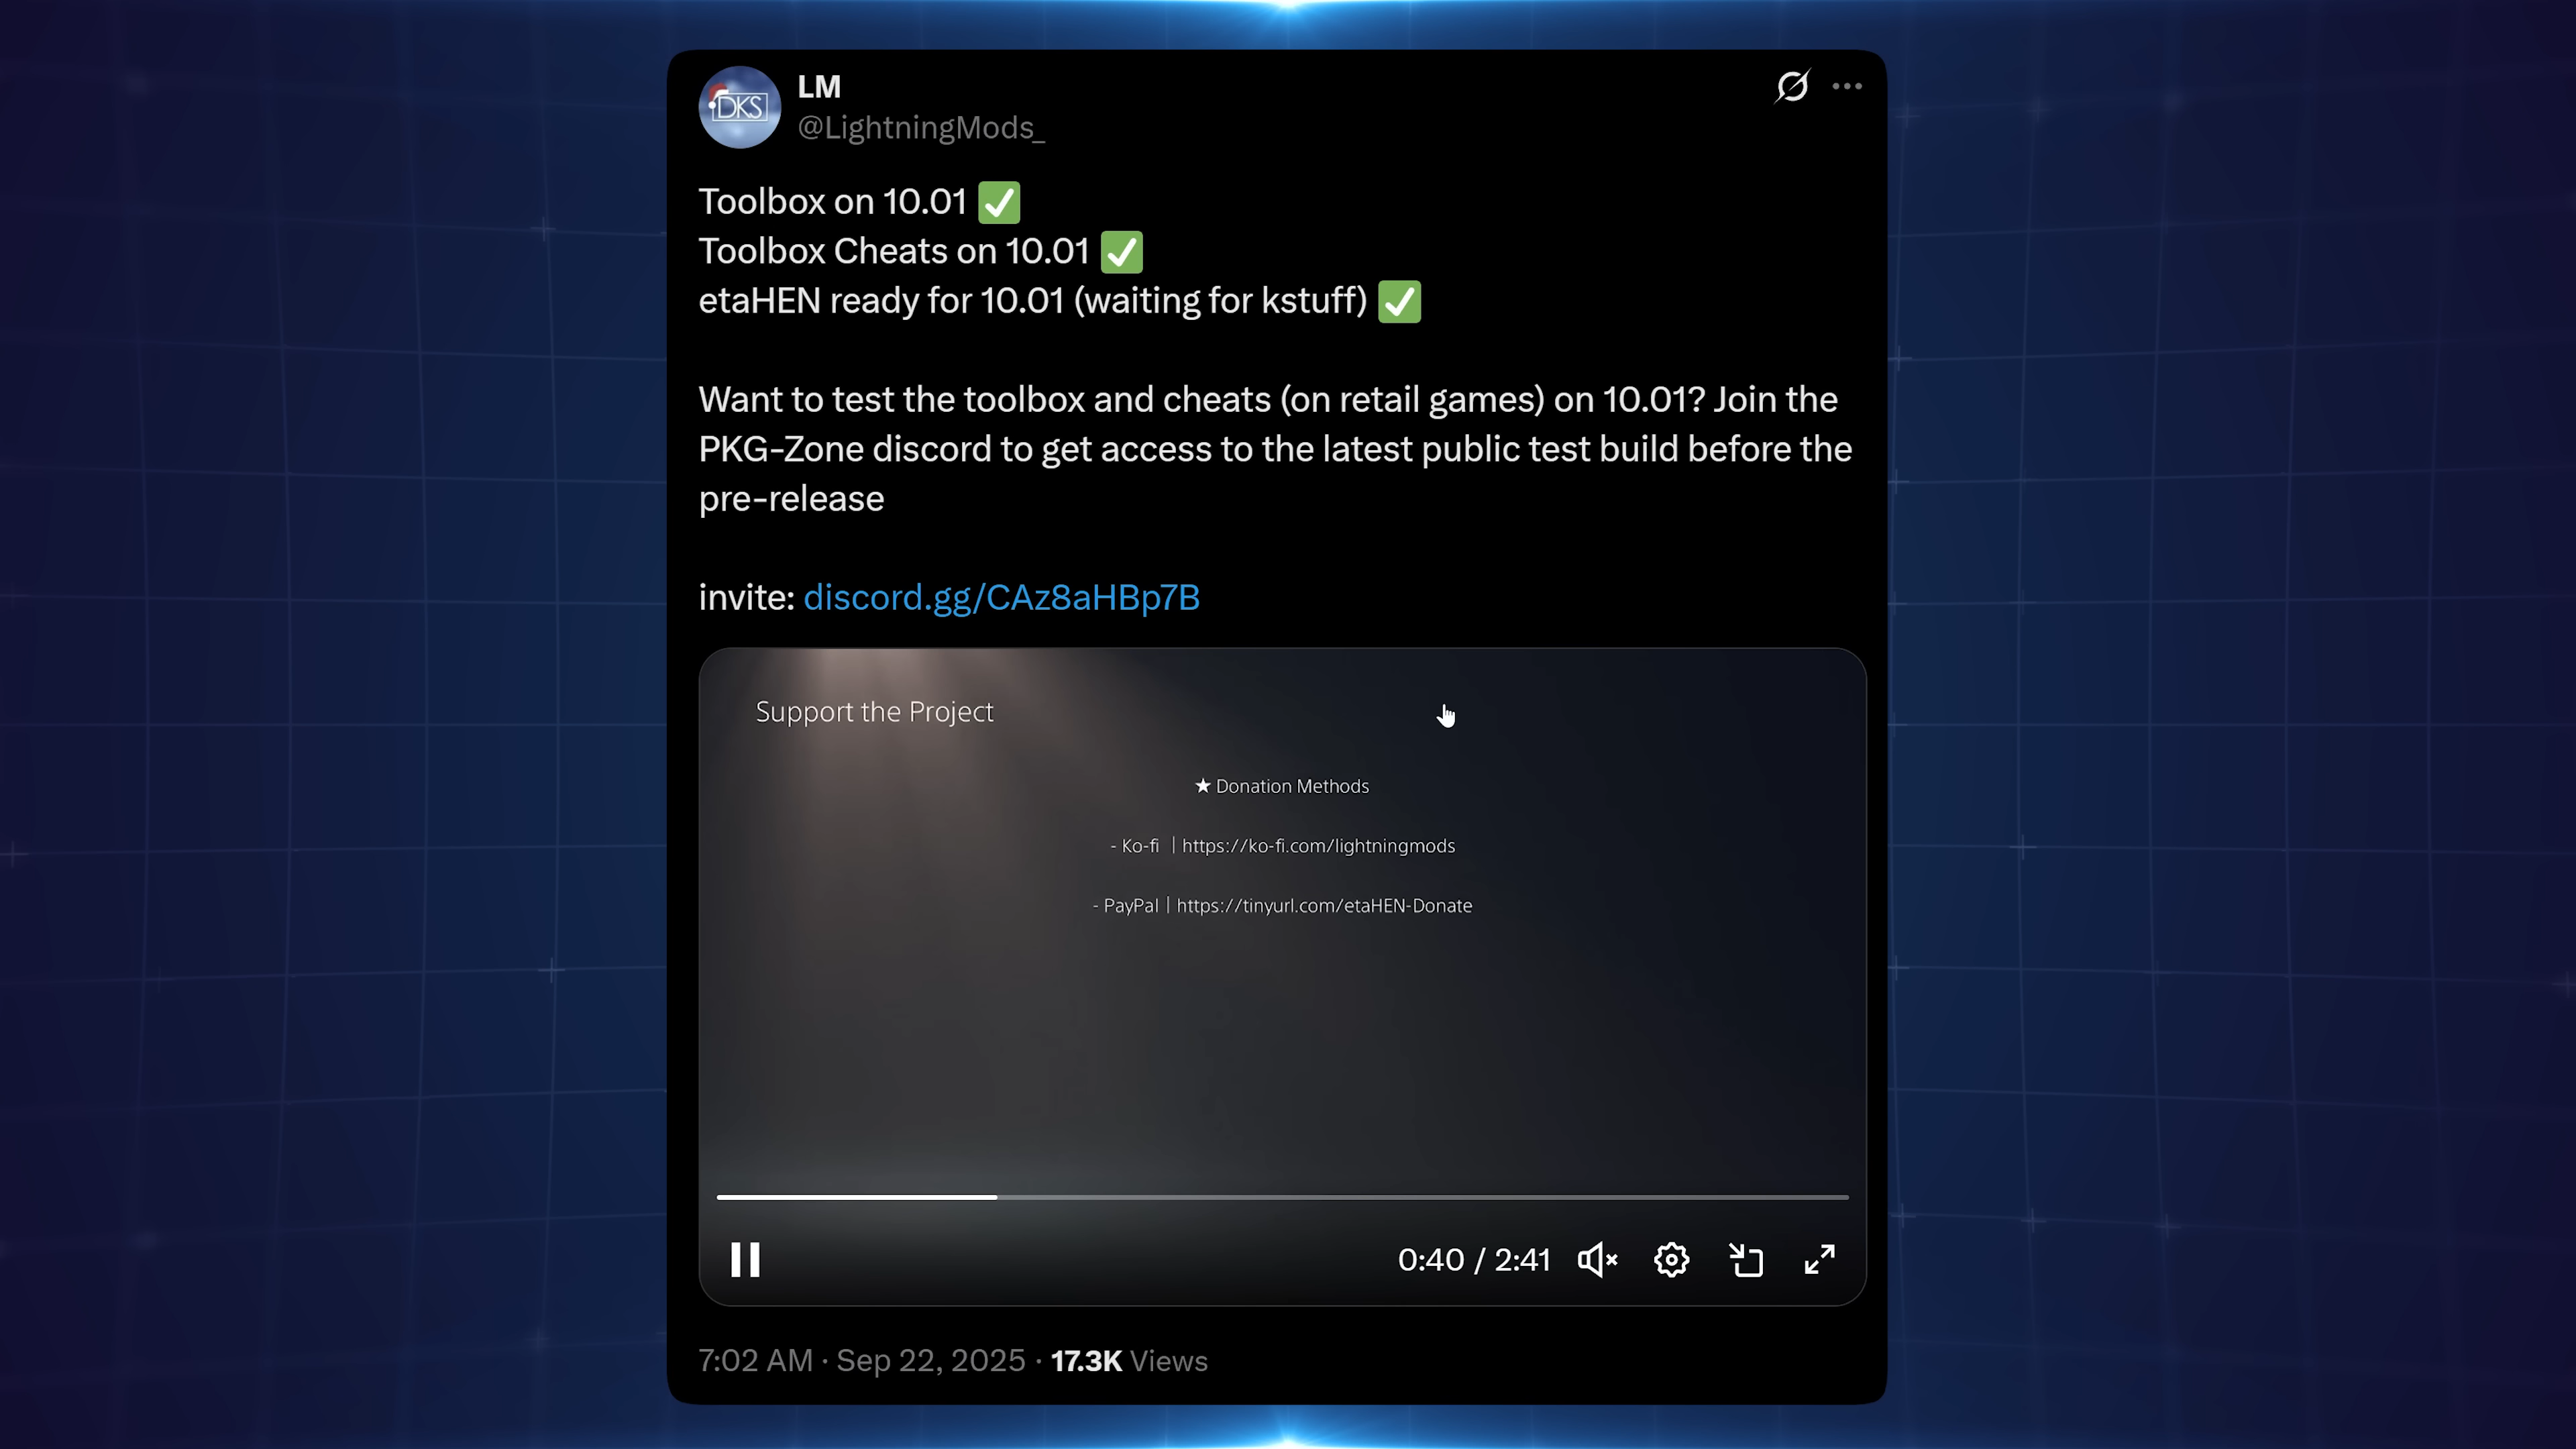 DKS
LM
@LightningMods_
Toolbox on 10.01 ✅
Toolbox Cheats on 10.01 ✅
etaHEN ready for 10.01 (waiting for kstuff) ✅
Want to test the toolbox and cheats (on retail games) on 10.01? Join the
PKG-Zone discord to get access to the latest public test build before the
pre-release
invite: discord.gg/CAz8aHBp7B
Support the Project
★ Donation Methods
- Ko-fi | https://ko-fi.com/lightningmods
- PayPal | https://tinyurl.com/etaHEN-Donate
0:40 / 2:41
7:02 AM · Sep 22, 2025 · 17.3K Views